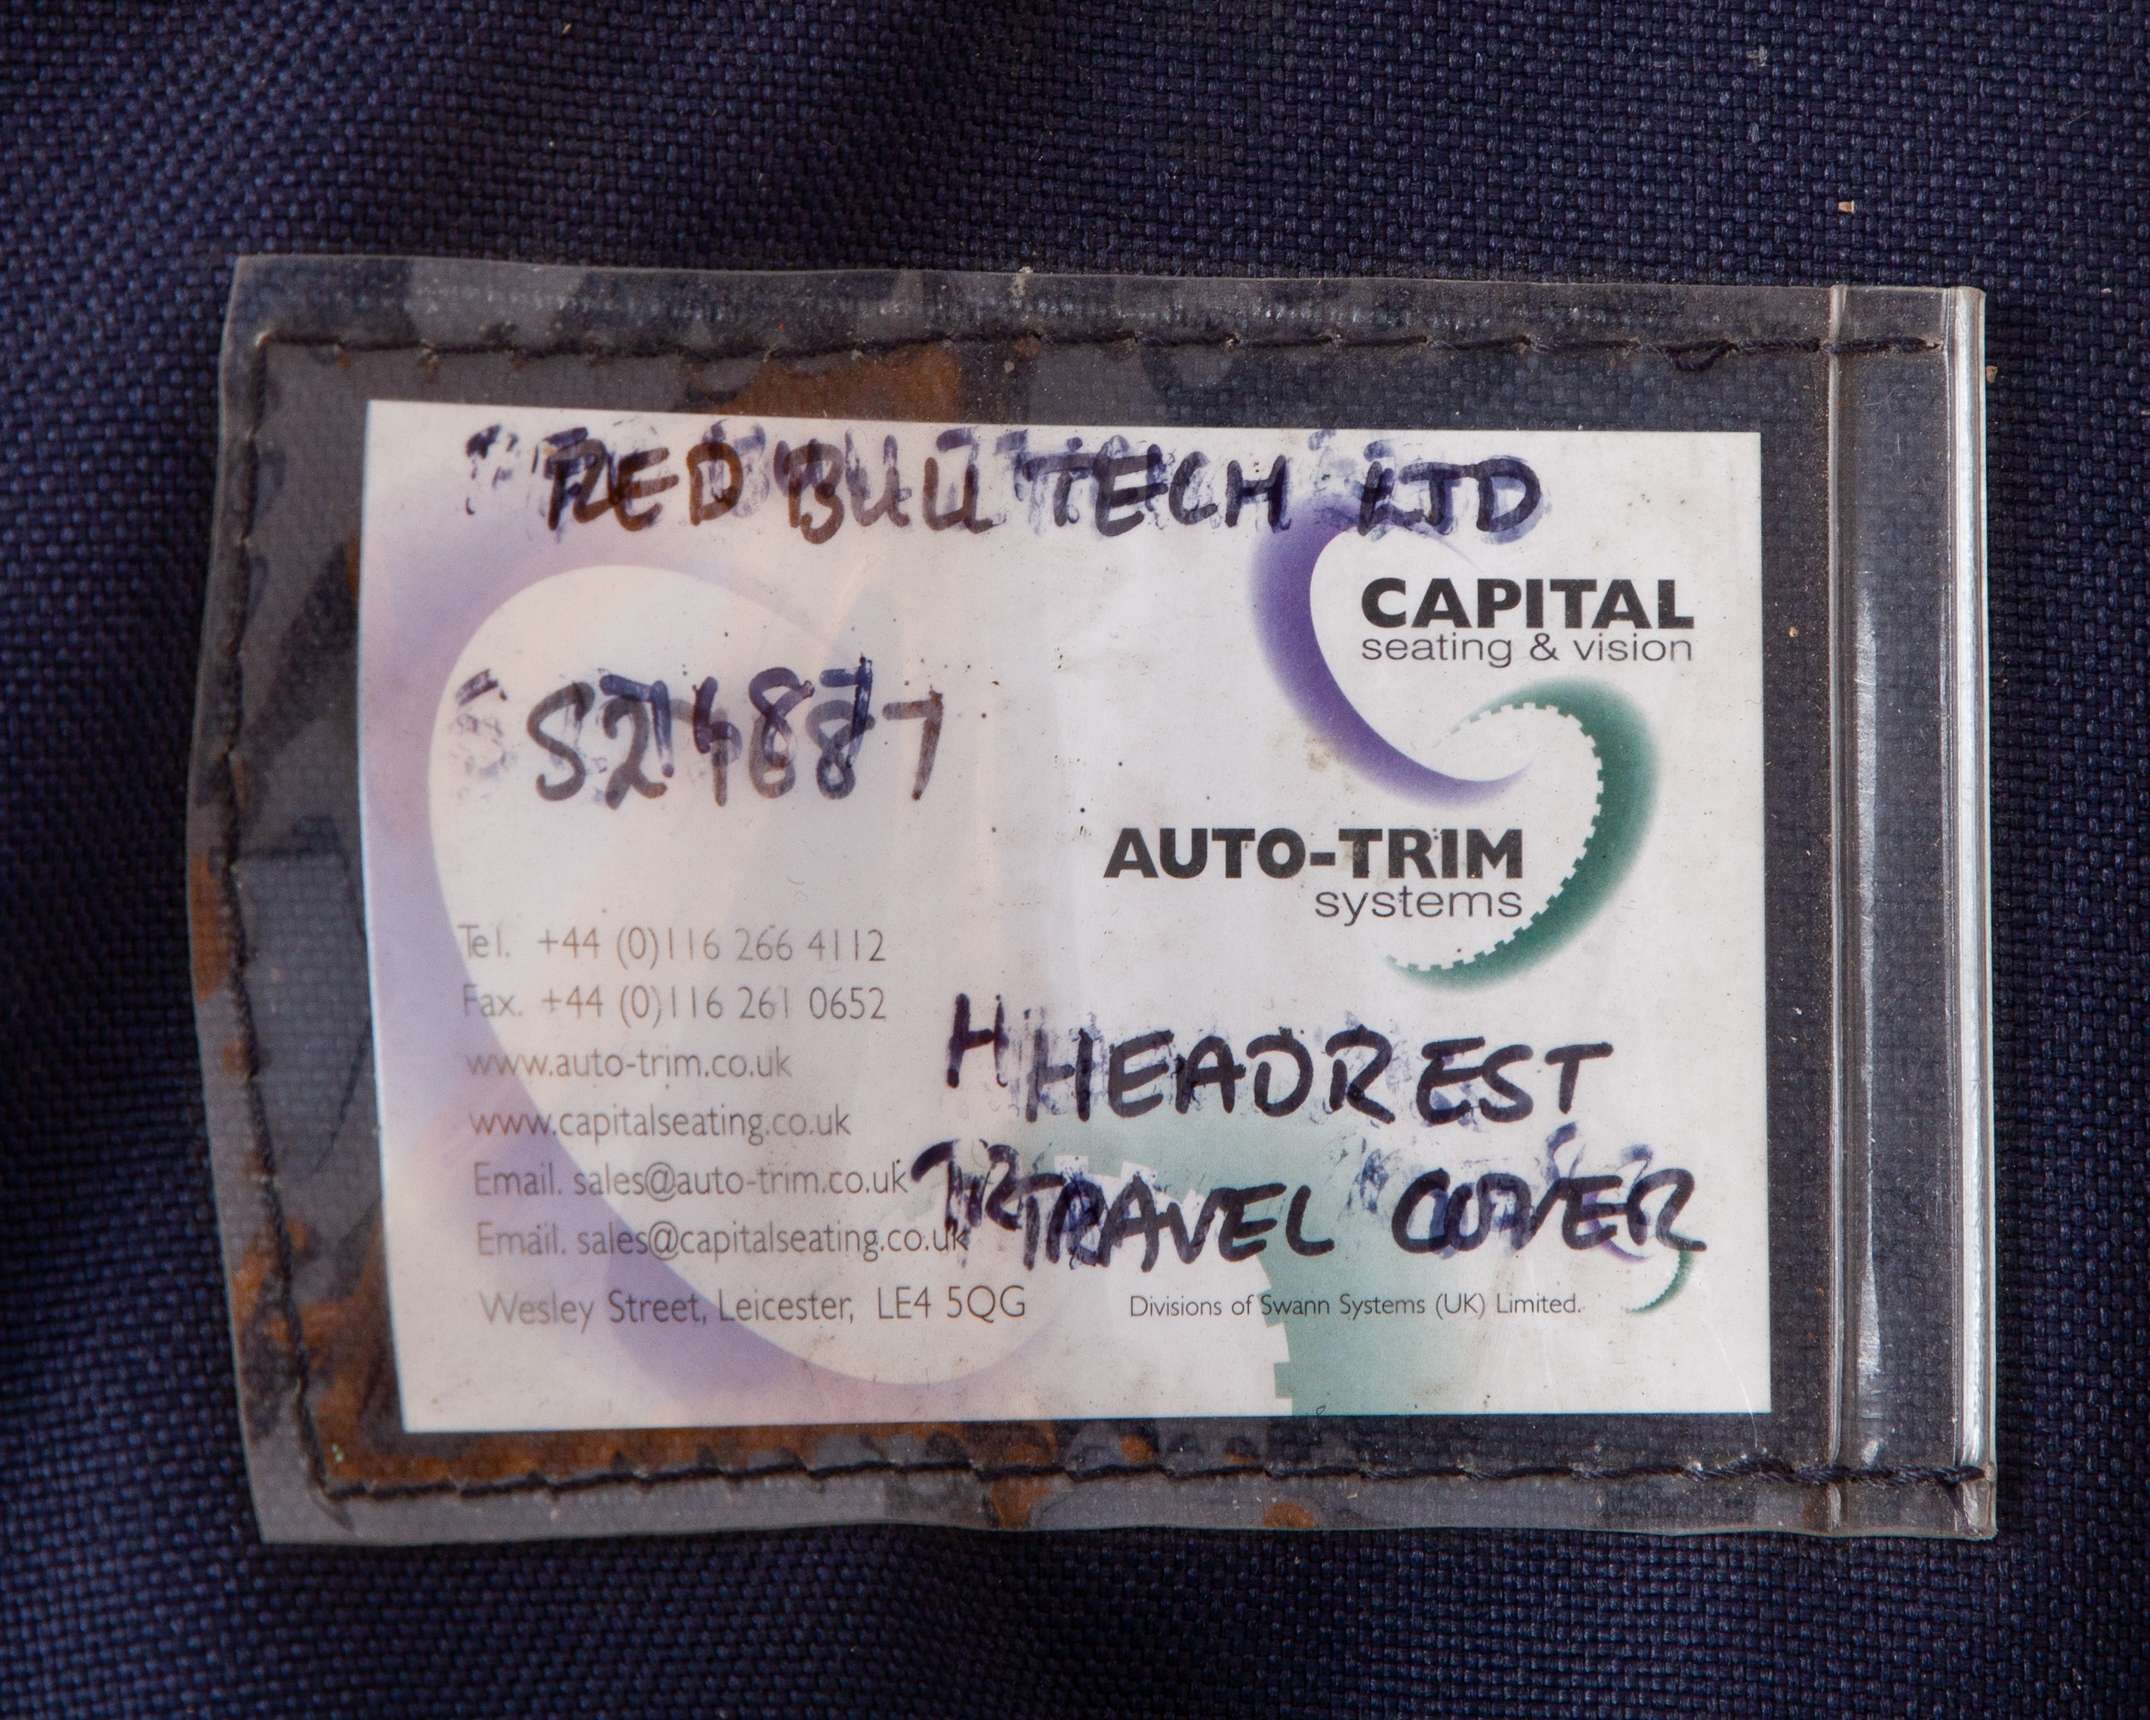 RED BULL TECH LTD
CAPITAL
seating & vision
S24687
AUTO-TRIM
systems
Tel. +44 (0)116 266 4112
Fax. +44 (0)116 261 0652
www.auto-trim.co.uk
www.capitalseating.co.uk
Email. sales@auto-trim.co.uk
Email. sales@capitalseating.co.uk
Wesley Street, Leicester, LE4 5QG
HEADREST
TRAVEL COVER
Divisions of Swann Systems (UK) Limited.